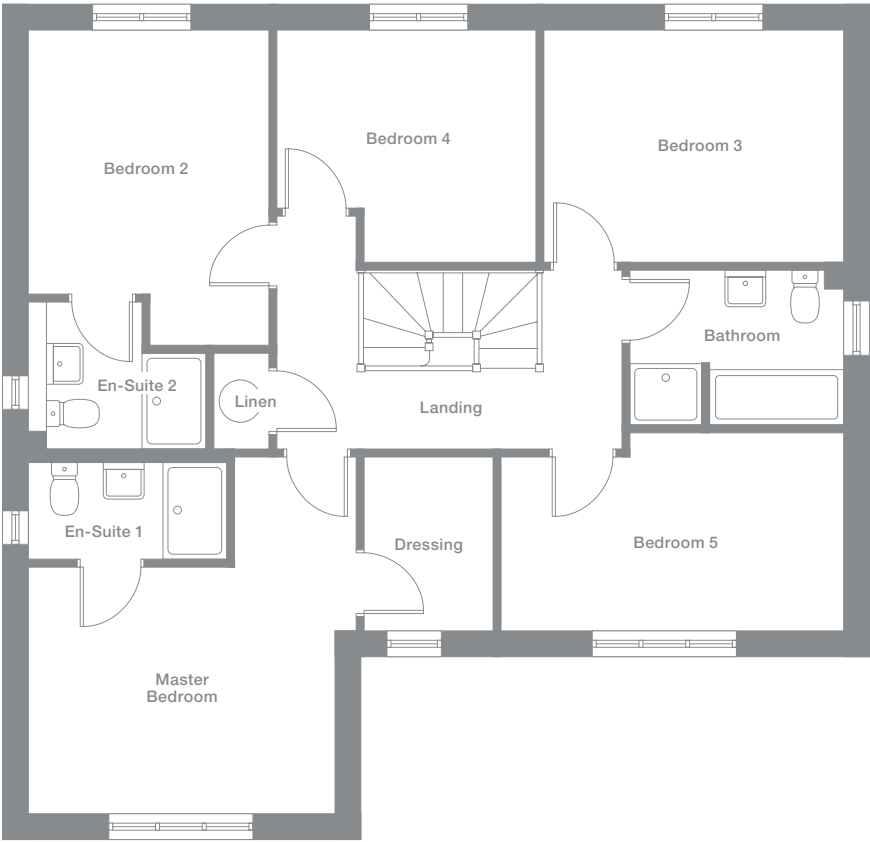 Bedroom 4
Bedroom 3
Bedroom 2
Bathroom
En-Suite 2
Linen
Landing
En-Suite 1
Dressing
Bedroom 5
Master
Bedroom